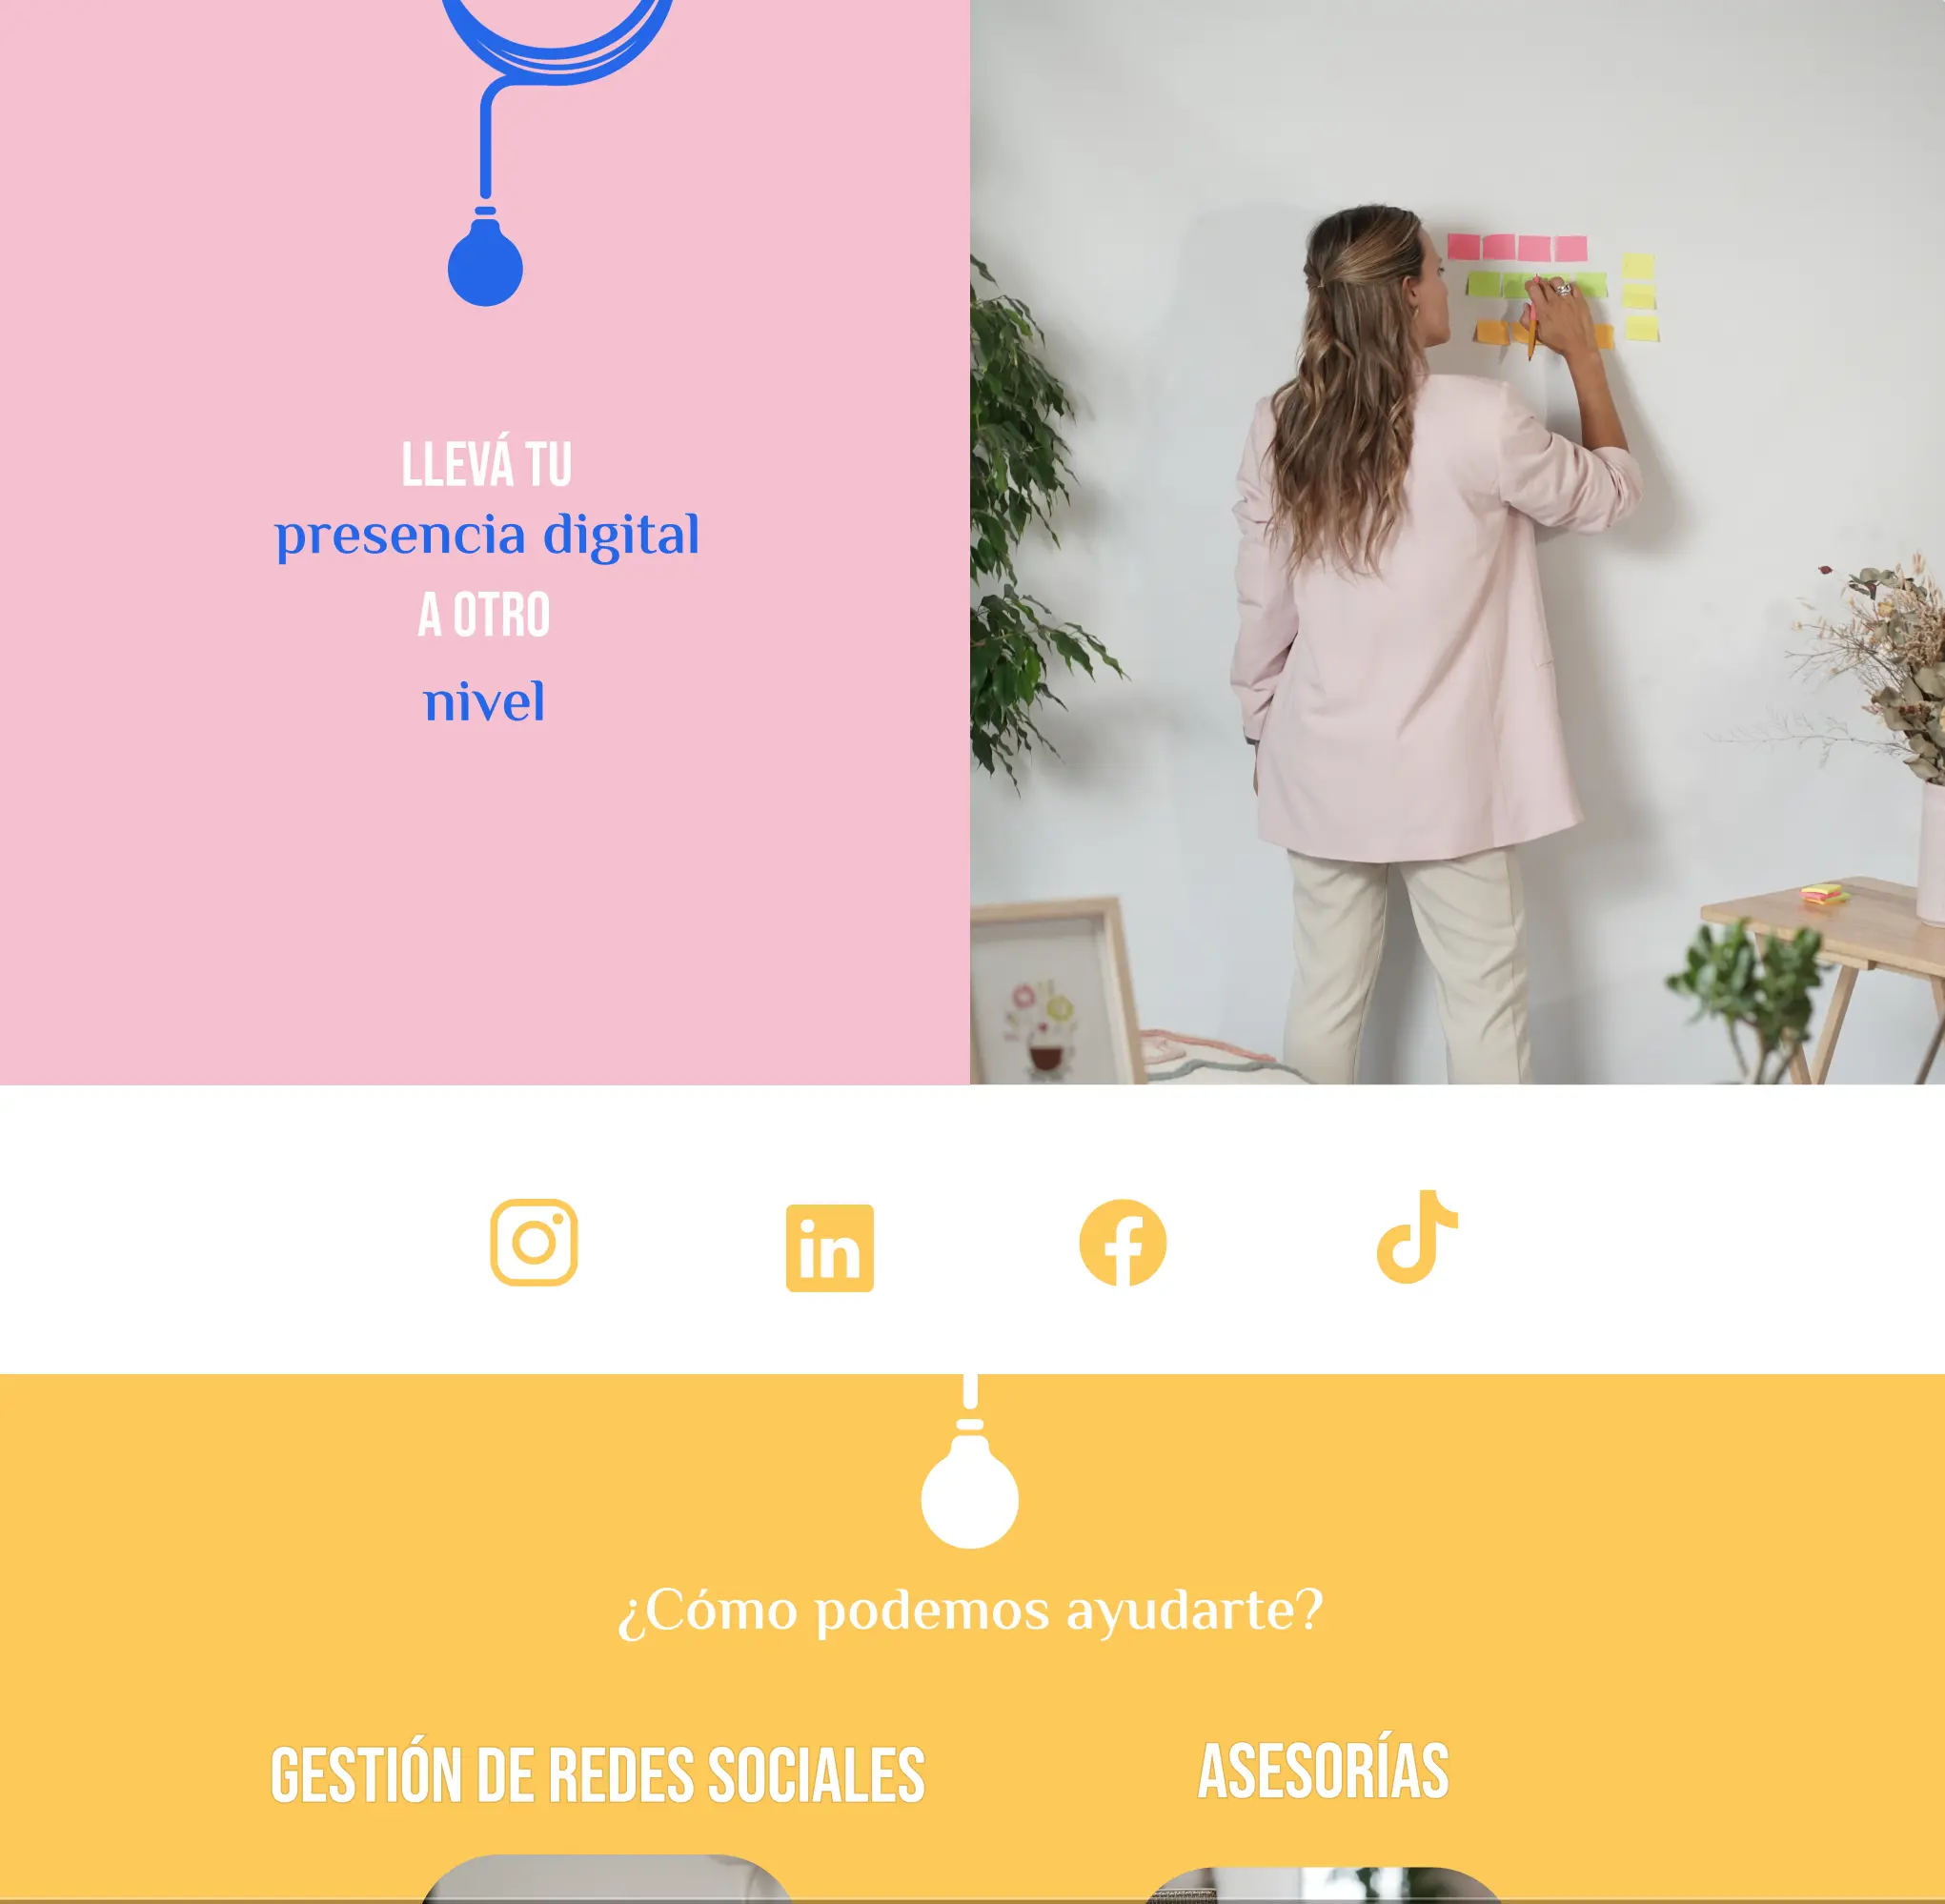 LLEVÁ TU
presencia digital
A OTRO
nivel
¿Cómo podemos ayudarte?
GESTIÓN DE REDES SOCIALES
ASESORÍAS